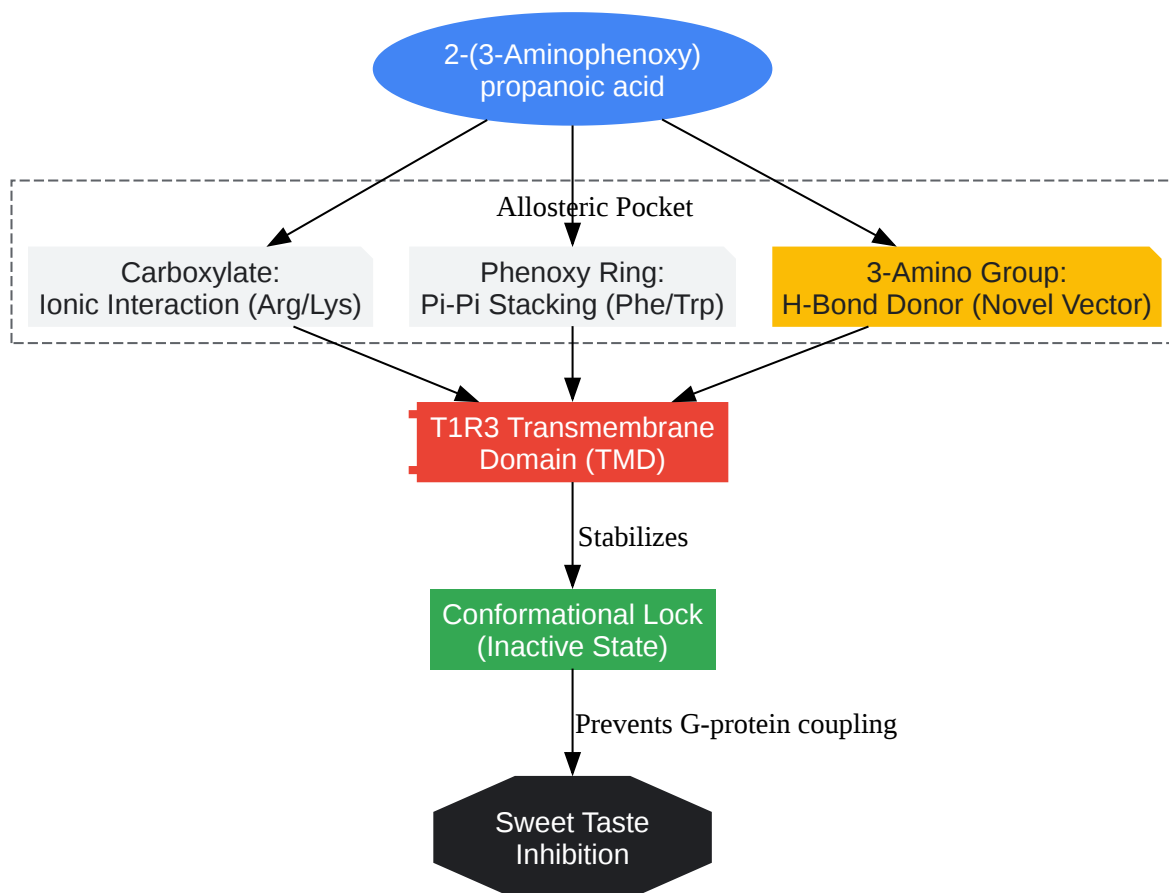 2-(3-Aminophenoxy)
propanoic acid
Allosteric Pocket
Carboxylate:
Ionic Interaction (Arg/Lys)
Phenoxy Ring:
Pi-Pi Stacking (Phe/Trp)
3-Amino Group:
H-Bond Donor (Novel Vector)
T1R3 Transmembrane
Domain (TMD)
Stabilizes
Conformational Lock
(Inactive State)
Prevents G-protein coupling
Sweet Taste
Inhibition